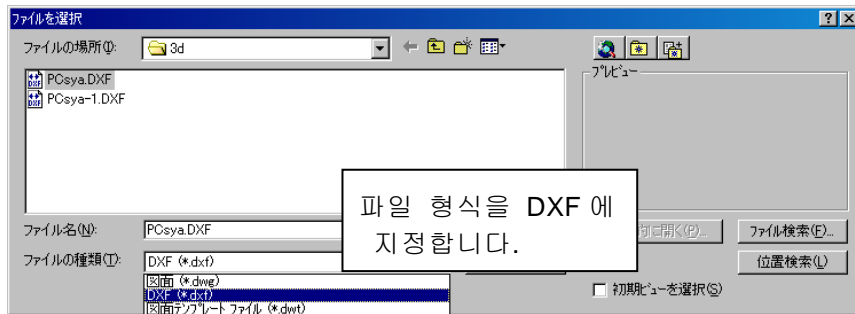 ファイルを選択
ファイルの場所(I):
3d
プレビュー
PCsya.DXF
PCsya-1.DXF
파일 형식을 DXF 에
지정합니다.
ファイル名(N):
PCsya.DXF
に開く(P)...
ファイル検索(F)...
ファイルの種類(T):
DXF (*.dxf)
位置検索(L)
図面 (*.dwg)
DXF (*.dxf)
初期ビューを選択(S)
図面テンプレート ファイル (*.dwt)